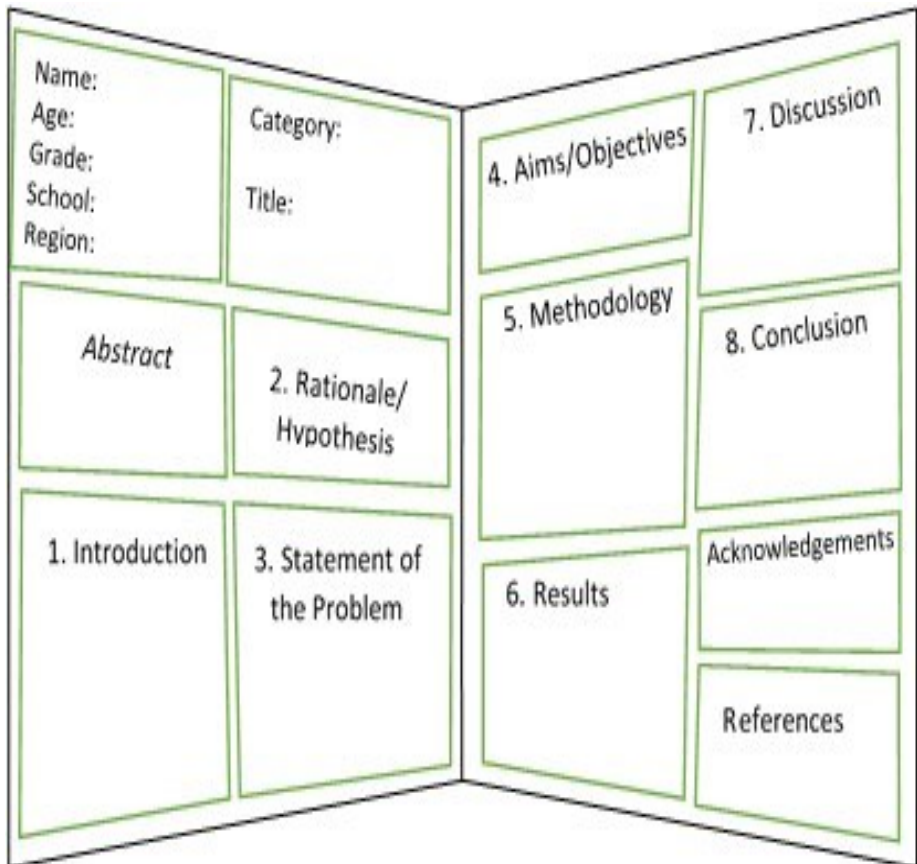 Name:
Age:
Grade:
School:
Region:
Category:
Title:
Abstract
2. Rationale/
Hypothesis
1. Introduction
3. Statement of
the Problem
4. Aims/Objectives
5. Methodology
6. Results
7. Discussion
8. Conclusion
Acknowledgements
References